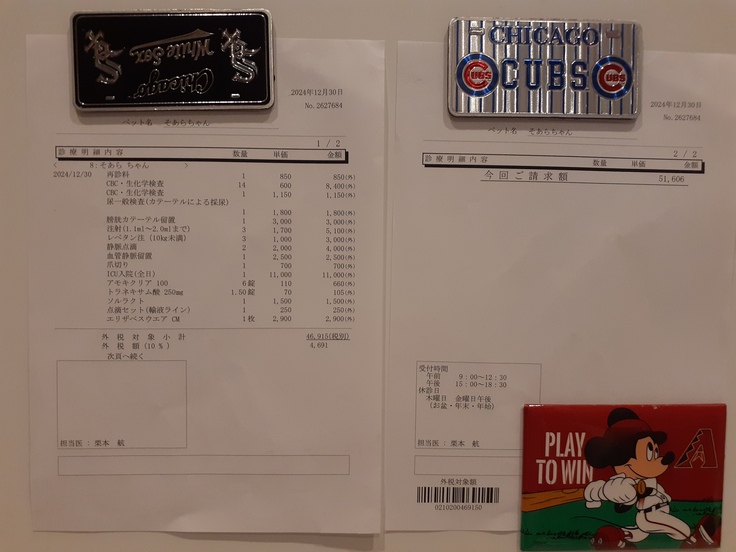 Chicago
White Sox
2024年12月30日
No.2627684
ペット名 そあらちゃん
1 / 2
診療明細内容 数量 単価 金額
< 8:そあら ちゃん >
2024/12/30 再診料 1 850 850(外)
CBC・生化学検査 14 600 8,400(外)
CBC・生化学検査 1 1,150 1,150(外)
尿一般検査(カテーテルによる採尿)
1 1,800 1,800(外)
膀胱カテーテル留置 1 3,000 3,000(外)
注射(1.1ml～2.0mlまで) 3 1,700 5,100(外)
レペタン注 (10kg未満) 3 1,000 3,000(外)
静脈点滴 2 2,000 4,000(外)
血管静脈留置 1 2,500 2,500(外)
爪切り 1 700 700(外)
ICU入院(全日) 1 11,000 11,000(外)
アモキクリア 100 6錠 110 660(外)
トラネキサム酸 250mg 1.50錠 70 105(外)
ソルラクト 1 1,500 1,500(外)
点滴セット(輸液ライン) 1 250 250(外)
エリザベスウエア CM 1枚 2,900 2,900(外)
外税対象小計 46,915(税別)
外税額(10%) 4,691
次頁へ続く
担当医：栗本 航
CHICAGO
CUBS
CUBS
CUBS
2024年12月30日
No.2627684
ペット名 そあらちゃん
2 / 2
診療明細内容 数量 単価 金額
今回ご請求額 51,606
受付時間
午前 9:00～12:30
午後 15:00～18:30
休診日
木曜日 金曜日午後
(お盆・年末・年始)
担当医：栗本 航
外税対象額
0210200469150
PLAY
TO WIN
A